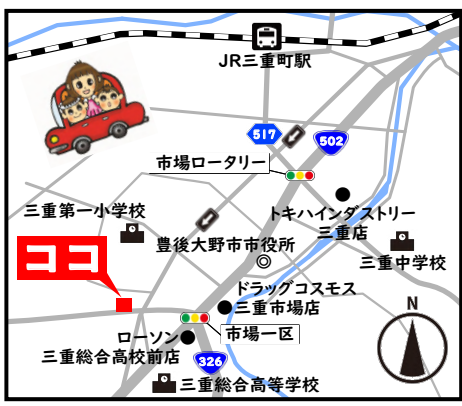 JR三重町駅
517
502
市場ロータリー
トキハインダストリー
三重店
三重第一小学校
豊後大野市市役所
三重中学校
ココ
ドラッグコスモス
三重市場店
市場一区
ローソン
三重総合高校前店
326
三重総合高等学校
N